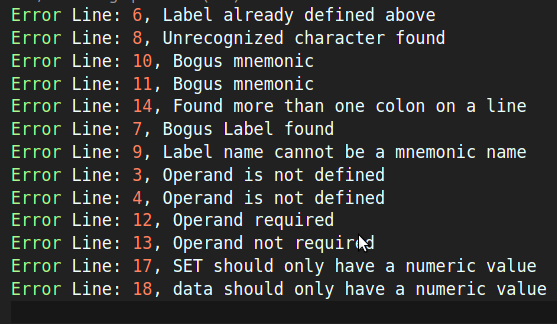 Error Line: 6, Label already defined above
Error Line: 8, Unrecognized character found
Error Line: 10, Bogus mnemonic
Error Line: 11, Bogus mnemonic
Error Line: 14, Found more than one colon on a line
Error Line: 7, Bogus Label found
Error Line: 9, Label name cannot be a mnemonic name
Error Line: 3, Operand is not defined
Error Line: 4, Operand is not defined
Error Line: 12, Operand required
Error Line: 13, Operand not required
Error Line: 17, SET should only have a numeric value
Error Line: 18, data should only have a numeric value